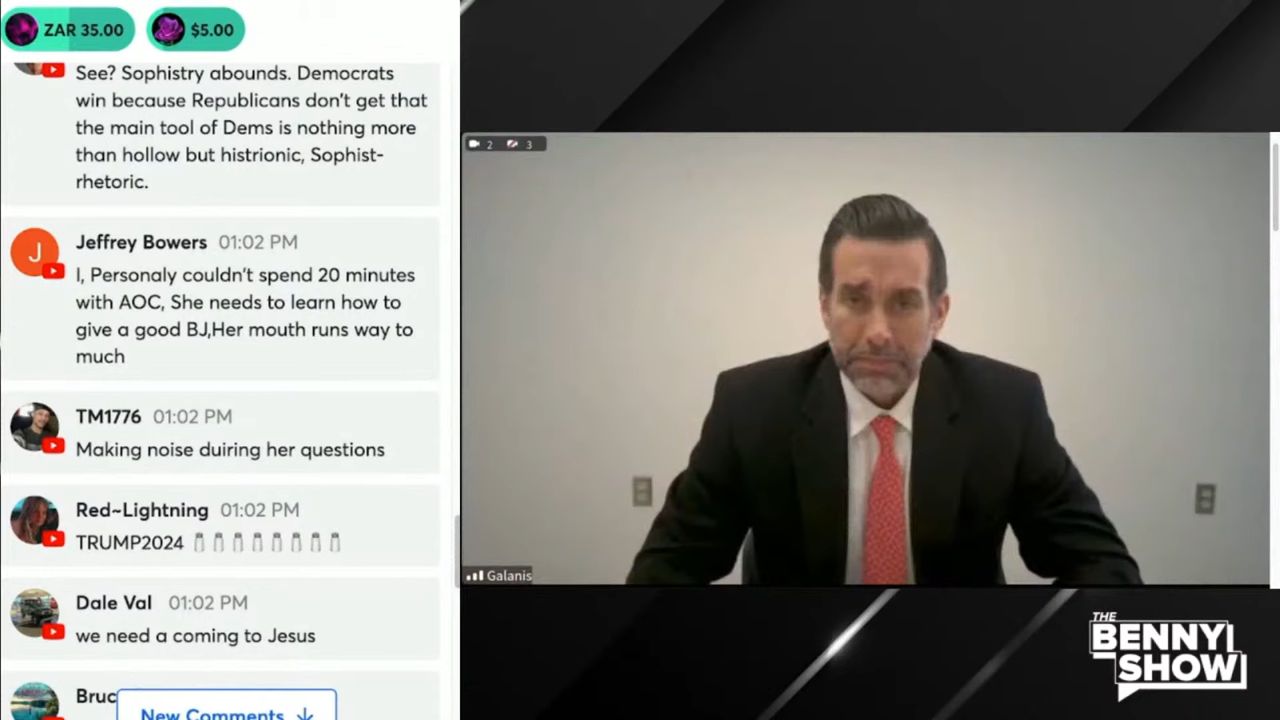 ZAR 35.00
$5.00
See? Sophistry abounds. Democrats
win because Republicans don't get that
the main tool of Dems is nothing more
than hollow but histrionic, Sophist-
rhetoric.
J
Jeffrey Bowers 01:02 PM
I, Personaly couldn't spend 20 minutes
with AOC, She needs to learn how to
give a good BJ,Her mouth runs way to
much
TM1776 01:02 PM
Making noise duiring her questions
Red~Lightning 01:02 PM
TRUMP2024
Dale Val 01:02 PM
we need a coming to Jesus
Bruc
New Comments
2 3
Galanis
THE
BENNY
SHOW